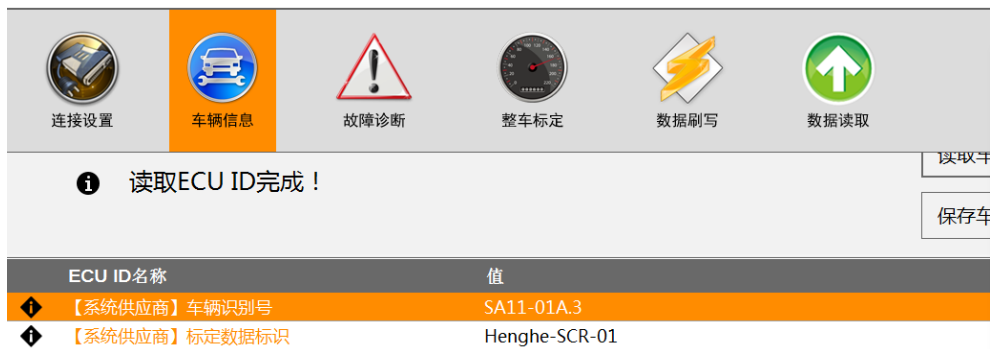 连接设置 车辆信息 故障诊断 整车标定 数据刷写 数据读取
读取ECU ID完成！
读取车
保存车
ECU ID名称 值
【系统供应商】车辆识别号 SA11-01A.3
【系统供应商】标定数据标识 Henghe-SCR-01